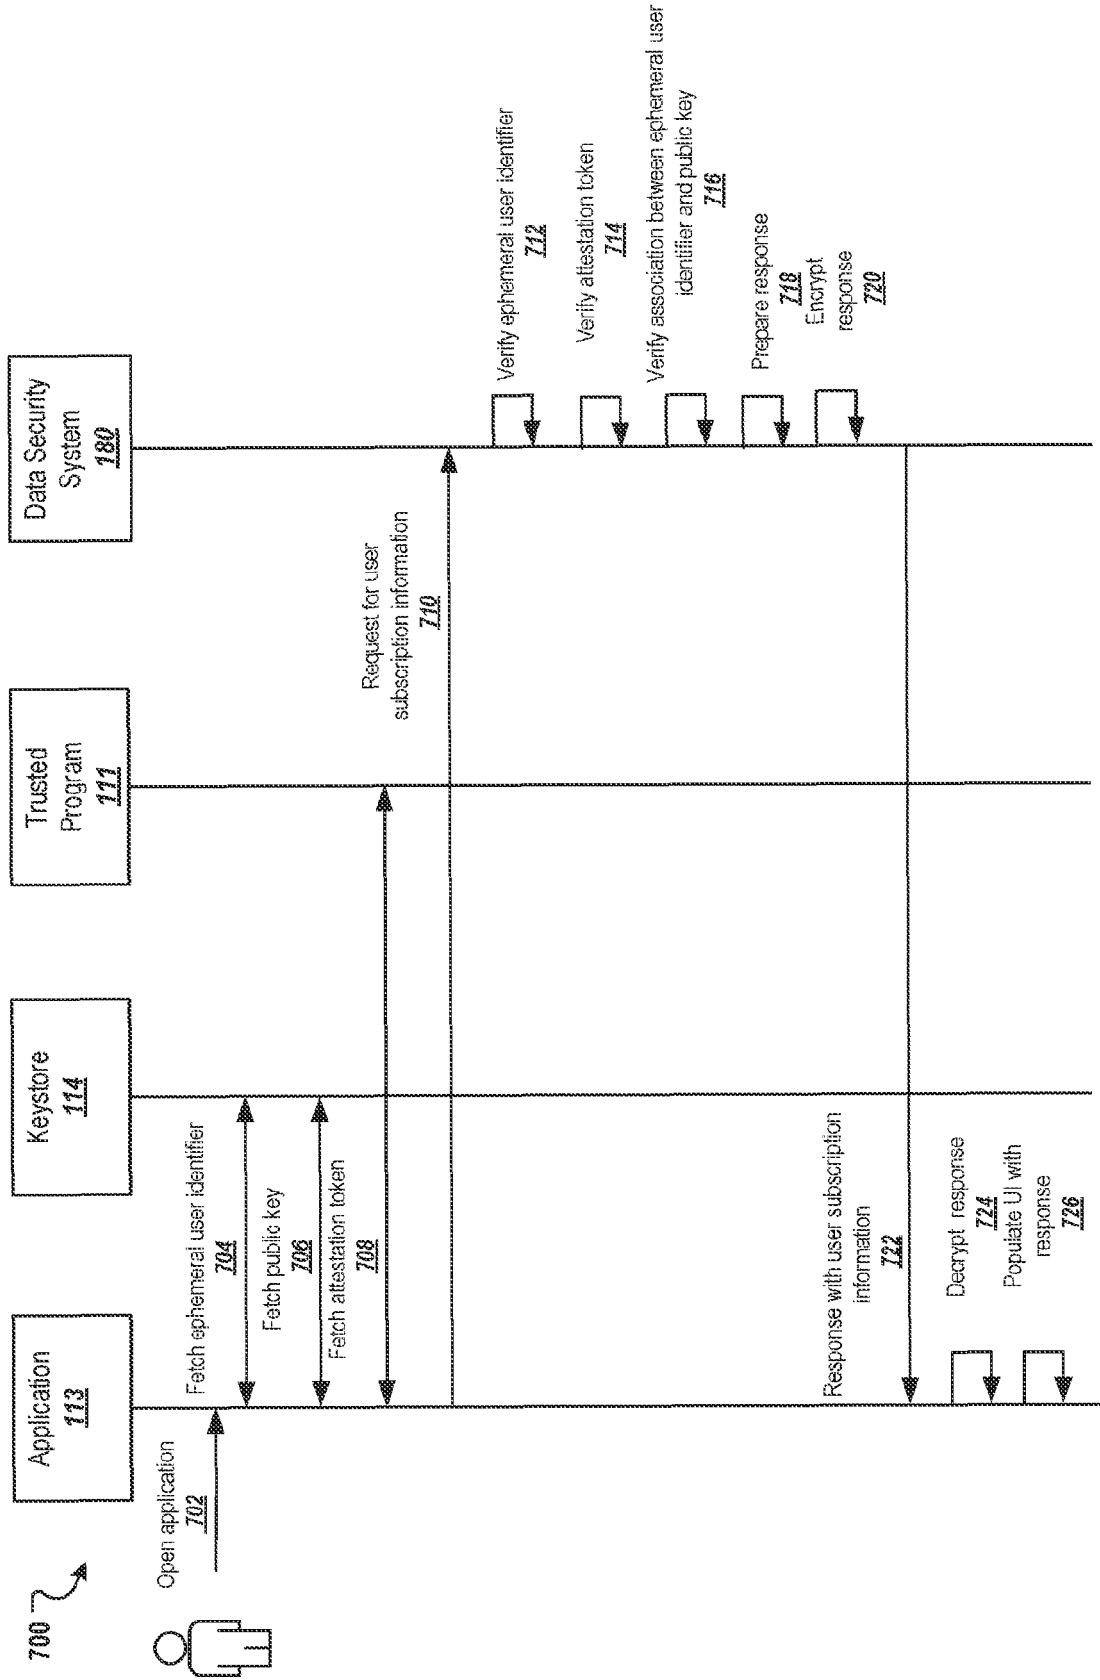 700
Application
113
Keystore
114
Trusted
Program
111
Data Security
System
180
Open application
702
Fetch ephemeral user identifier
704
Fetch public key
706
Fetch attestation token
708
Request for user
subscription information
710
Verify ephemeral user identifier
712
Verify attestation token
714
Verify association between ephemeral user
identifier and public key
716
Prepare response
718
Encrypt
response
720
Response with user subscription
information
722
Decrypt response
724
Populate UI with
response
726